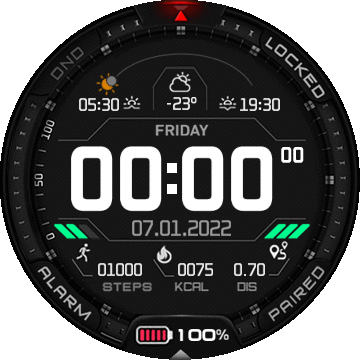 DND
LOCKED
05:30 -23° 19:30
FRIDAY
100
50
0
00:00 00
07.01.2022
01000 0075 0.70
STEPS KCAL DIS
ALARM
PAIRED
100%